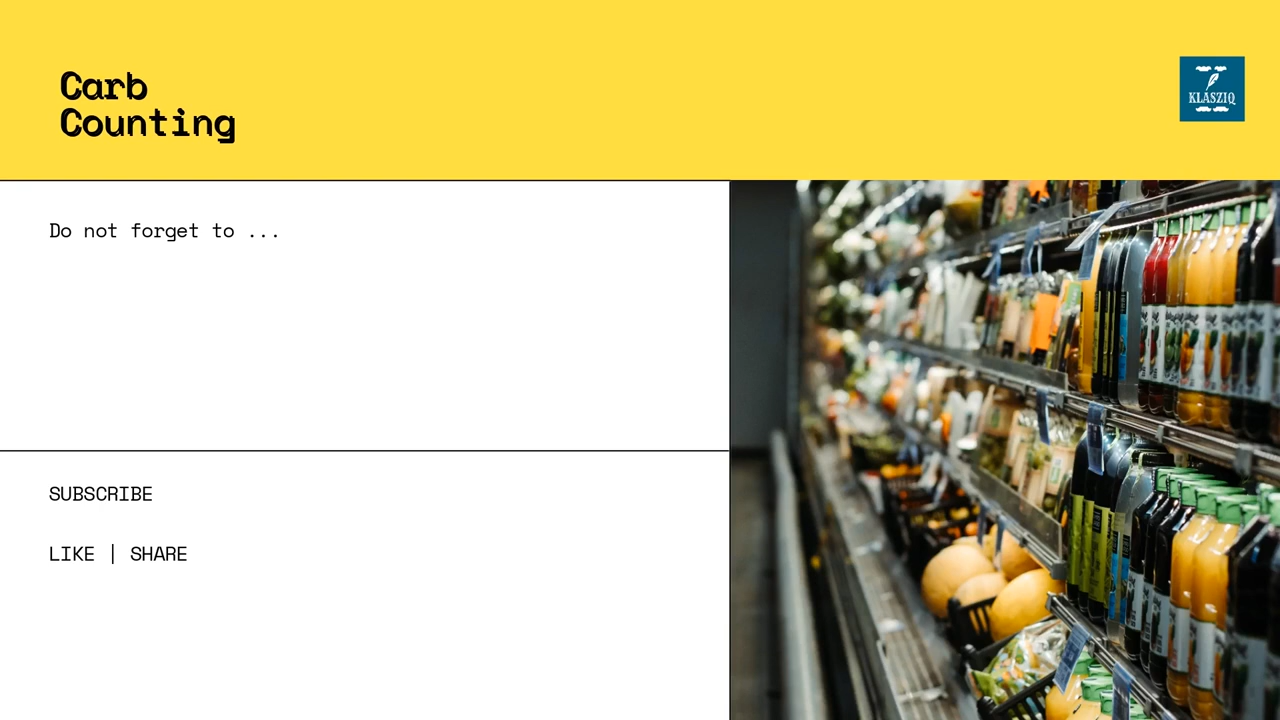 Carb
Counting
KLASZIQ
Do not forget to ...
SUBSCRIBE
LIKE | SHARE